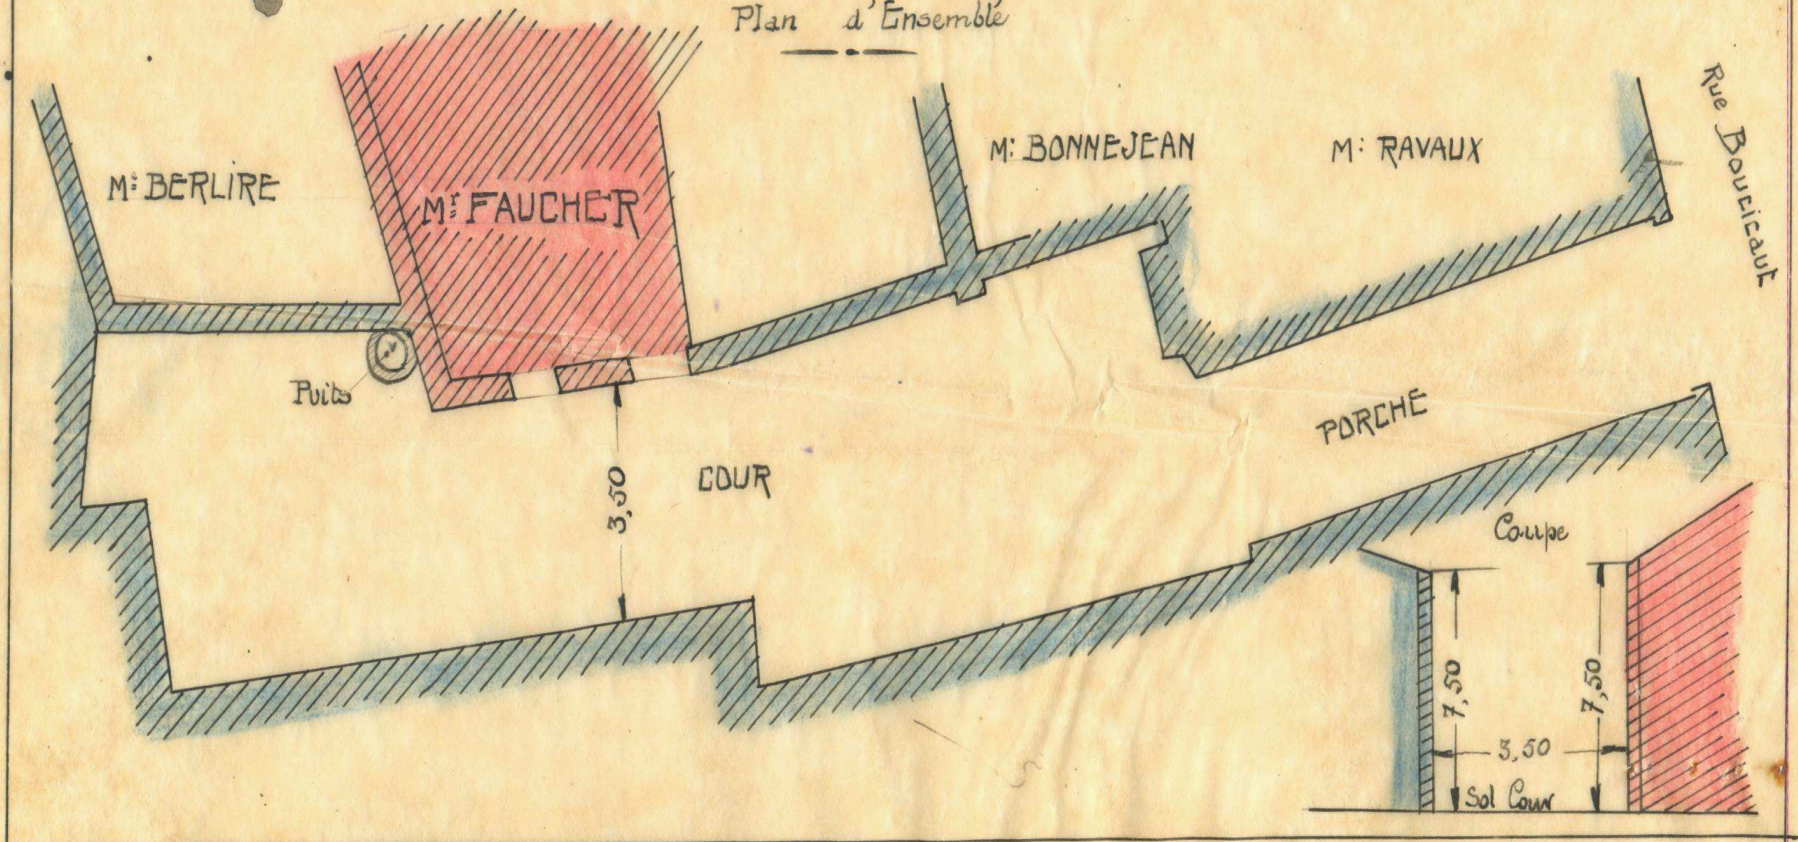 Plan d'Ensemble
Mr BERLIRE
Mr FAUCHER
Mr BONNEJEAN
Mr RAVAUX
Rue Boucicaut
Puits
COUR
3,50
PORCHE
Coupe
7,50
7,50
3,50
Sol Cour